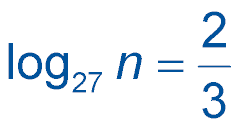 log₂₇ n = 2/3